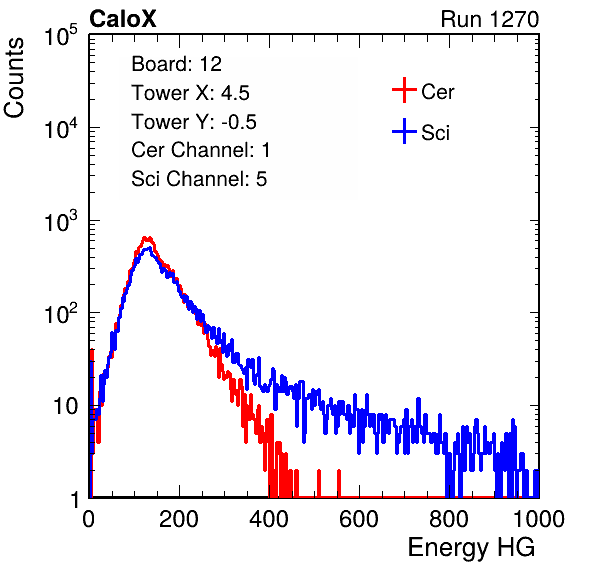 CaloX Run 1270
Counts
Board: 12
Tower X: 4.5
Tower Y: -0.5
Cer Channel: 1
Sci Channel: 5
Cer
Sci
10^5
10^4
10^3
10^2
10
1
0 200 400 600 800 1000
Energy HG